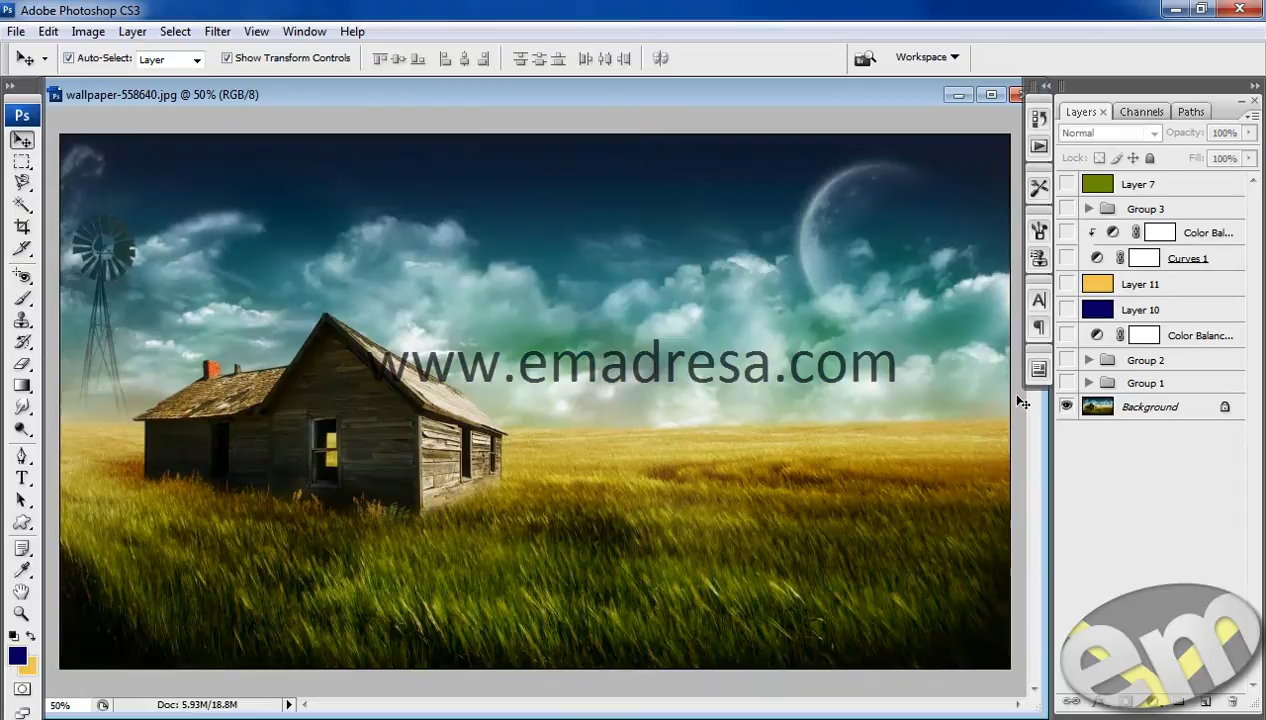 Ps Adobe Photoshop CS3
File Edit Image Layer Select Filter View Window Help
Auto-Select: Layer Show Transform Controls Workspace
wallpaper-558640.jpg @ 50% (RGB/8)
Ps
Layers Channels Paths
Normal Opacity: 100%
Lock: Fill: 100%
Layer 7
Group 3
Color Bal...
Curves 1
Layer 11
Layer 10
Color Balanc...
Group 2
Group 1
Background
www.emadresa.com
em
50% Doc: 5.93M/18.8M